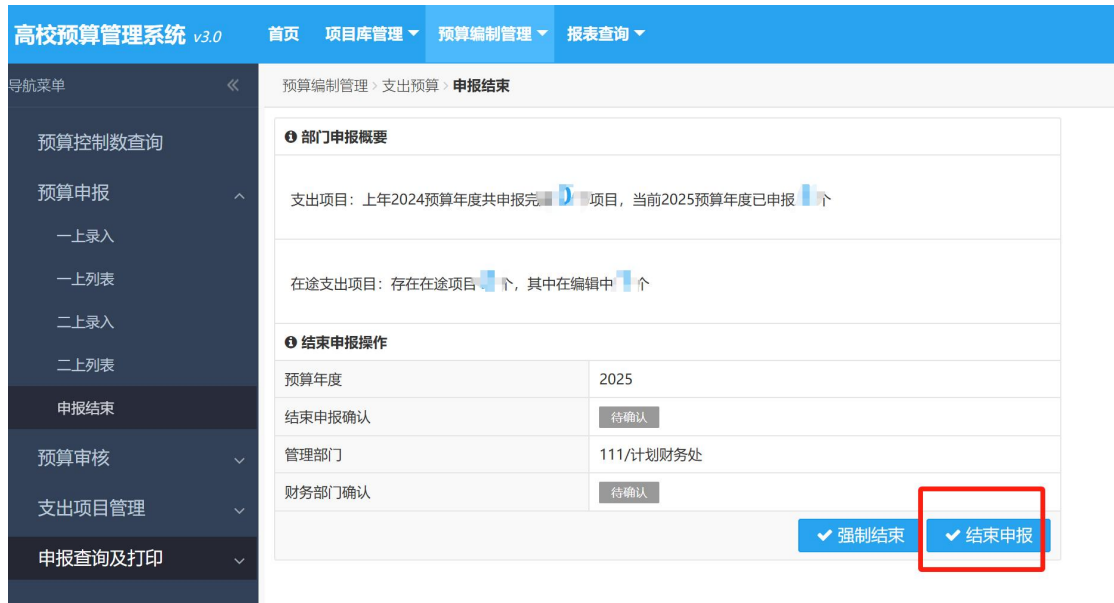 高校预算管理系统 v3.0 首页 项目库管理 预算编制管理 报表查询
导航菜单
预算编制管理 > 支出预算 > 申报结束
预算控制数查询
预算申报
一上录入
一上列表
二上录入
二上列表
申报结束
预算审核
支出项目管理
申报查询及打印
部门申报概要
支出项目：上年2024预算年度共申报完 项目，当前2025预算年度已申报 个
在途支出项目：存在在途项目 个，其中在编辑中 个
结束申报操作
预算年度 2025
结束申报确认 待确认
管理部门 111/计划财务处
财务部门确认 待确认
强制结束 结束申报